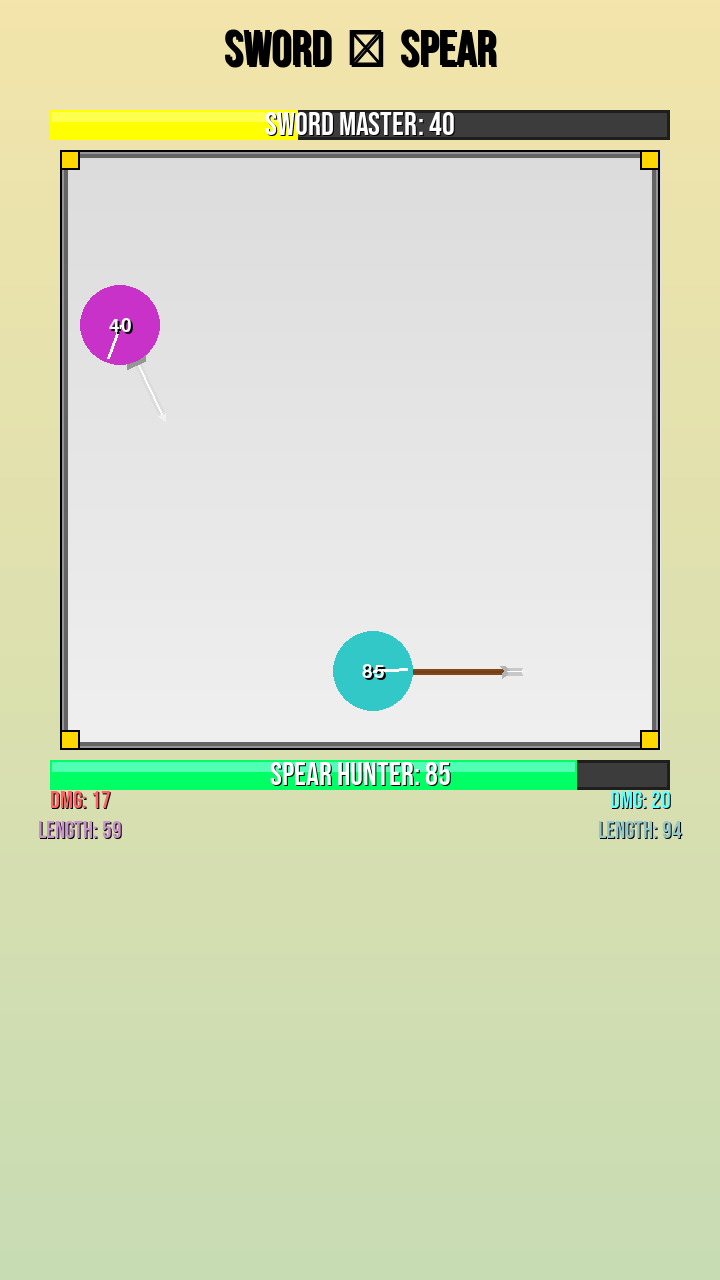 SWORD ☒ SPEAR
SWORD MASTER: 40
40
85
SPEAR HUNTER: 85
DMG: 17 DMG: 20
LENGTH: 59 LENGTH: 94